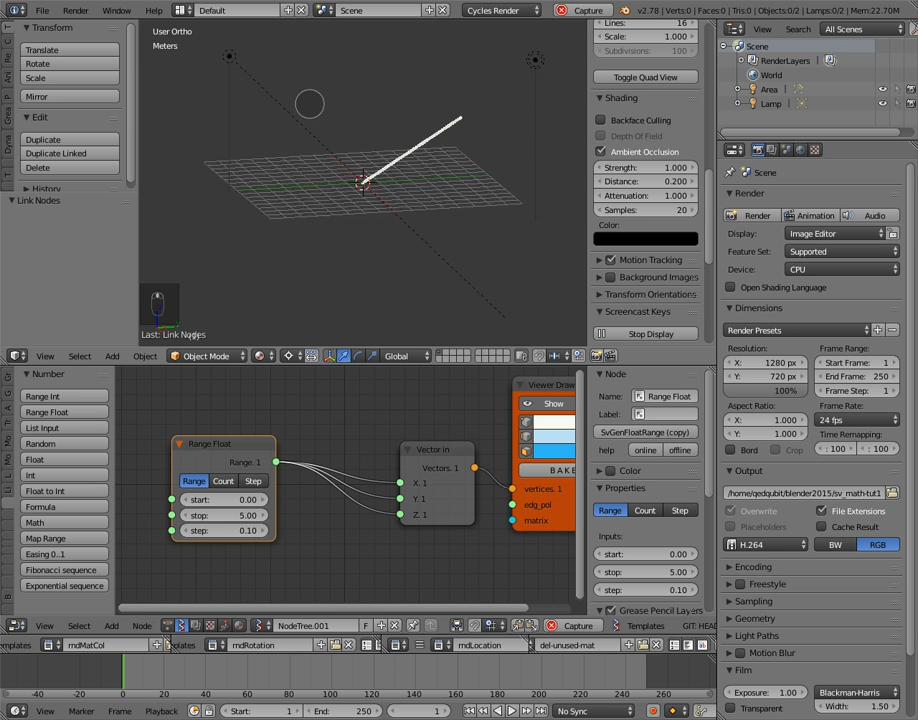 File
Render
Window
Help
Default
Scene
Cycles Render
Capture
v2.78 | Verts:0 | Faces:0 | Tris:0 | Objects:0/2 | Lamps:0/2 | Mem:22.70M
Transform
Translate
Rotate
Scale
Mirror
Edit
Duplicate
Duplicate Linked
Delete
History
Link Nodes
User Ortho
Meters
Last: Link Nodes
Lines: 16
Scale: 1.000
Subdivisions: 100
Toggle Quad View
Shading
Backface Culling
Depth Of Field
Ambient Occlusion
Strength: 1.000
Distance: 0.200
Attenuation: 1.000
Samples: 20
Color:
Motion Tracking
Background Images
Transform Orientations
Screencast Keys
Stop Display
View
Select
Add
Object
Object Mode
Global
Number
Range Int
Range Float
List Input
Random
Float
Int
Float to Int
Formula
Math
Map Range
Easing 0..1
Fibonacci sequence
Exponential sequence
Range Float
Range. 1
Range
Count
Step
start: 0.00
stop: 5.00
step: 0.10
Vector in
Vectors. 1
X. 1
Y. 1
Z. 1
Viewer Draw
Show
BAKE
vertices. 1
edg_pol
matrix
Node
Name: Range Float
Label:
SvGenFloatRange (copy)
help
online
offline
Color
Properties
Range
Count
Step
Inputs:
start: 0.00
stop: 5.00
step: 0.10
Grease Pencil Layers
View
Select
Add
Node
NodeTree.001
F
Capture
Templates
GIT: HEAD
mplates
rndMatCol
plates
rndRotation
rndLocation
del-unused-mat
-40
-20
0
20
40
60
80
100
120
140
160
180
200
220
240
260
View
Marker
Frame
Playback
Start: 1
End: 250
1
No Sync
View
Search
All Scenes
Scene
RenderLayers
World
Area
Lamp
Scene
Render
Render
Animation
Audio
Display: Image Editor
Feature Set: Supported
Device: CPU
Open Shading Language
Dimensions
Render Presets
Resolution:
X: 1280 px
Y: 720 px
100%
Frame Range:
Start Frame: 1
End Frame: 250
Frame Step: 1
Aspect Ratio:
X: 1.000
Y: 1.000
Bord
Crop
Frame Rate:
24 fps
Time Remapping:
: 100
: 100
Output
/home/qedqubit/blender2015/sv_math-tut1
Overwrite
File Extensions
Placeholders
Cache Result
H.264
BW
RGB
Encoding
Freestyle
Sampling
Geometry
Light Paths
Motion Blur
Film
Exposure: 1.00
Blackman-Harris
Transparent
Width: 1.50